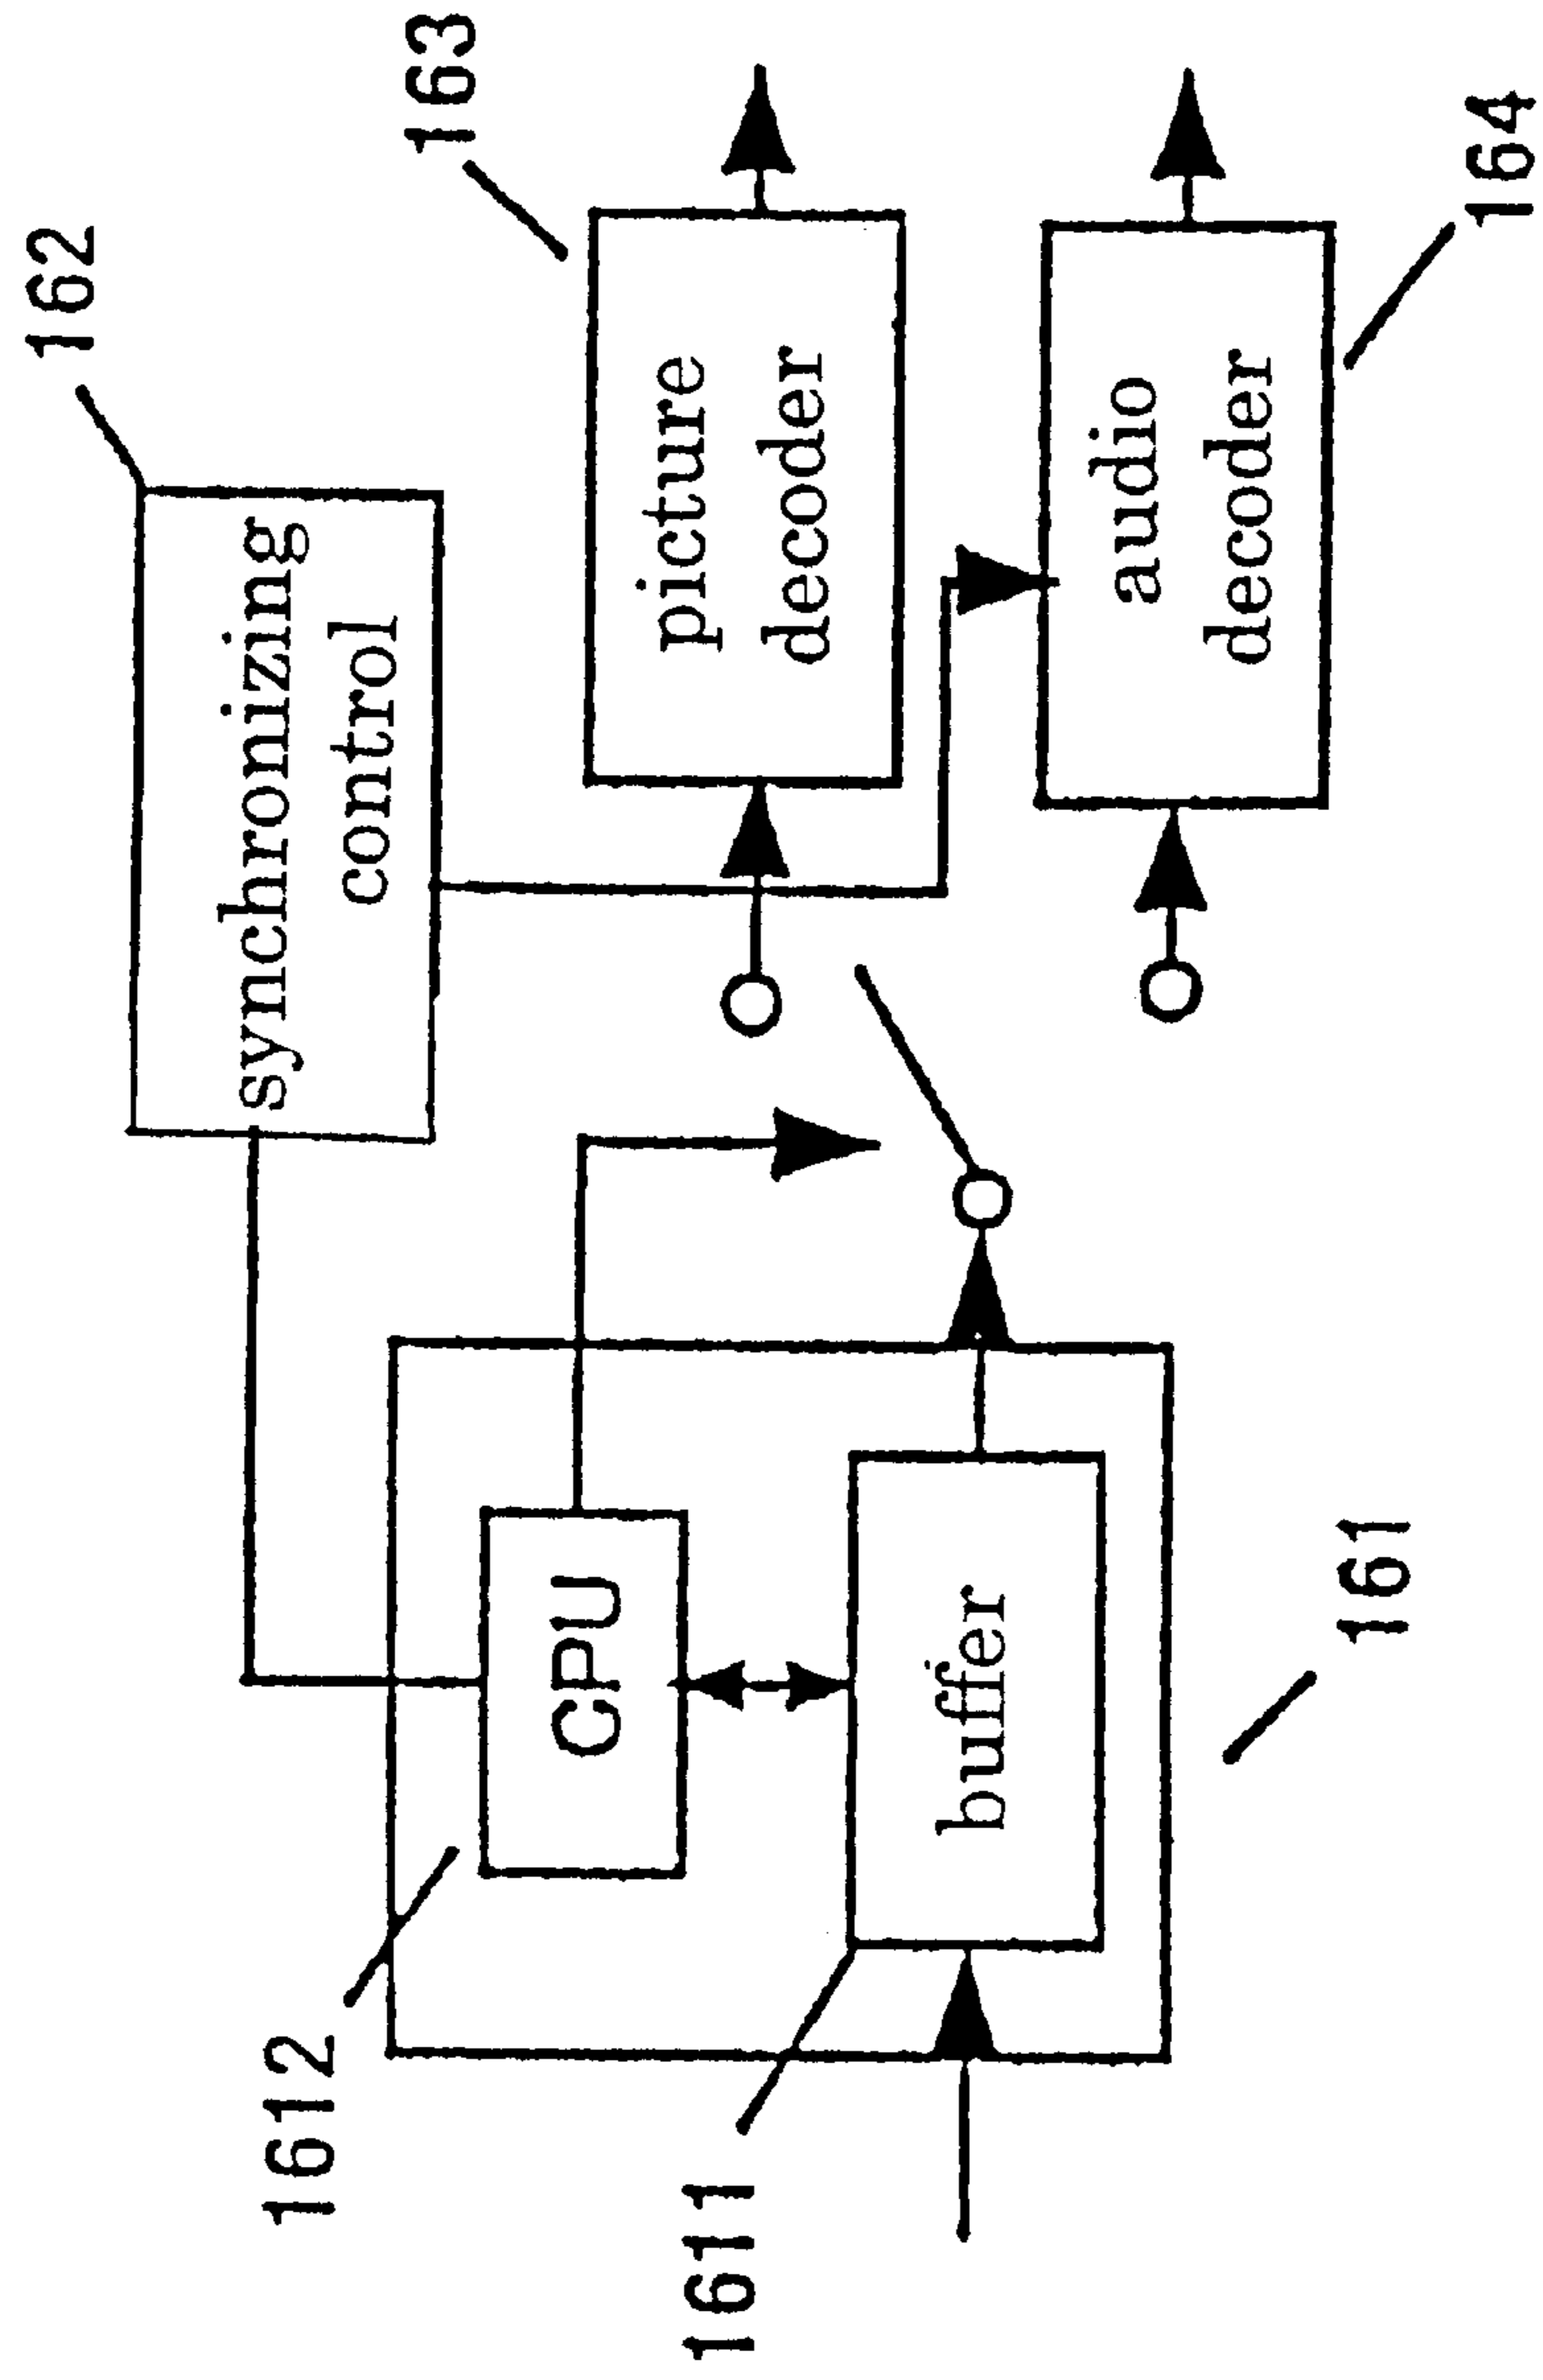 162
163
synchronizing
control
picture
decoder
1612
CPU
audio
decoder
1611
buffer
164
161